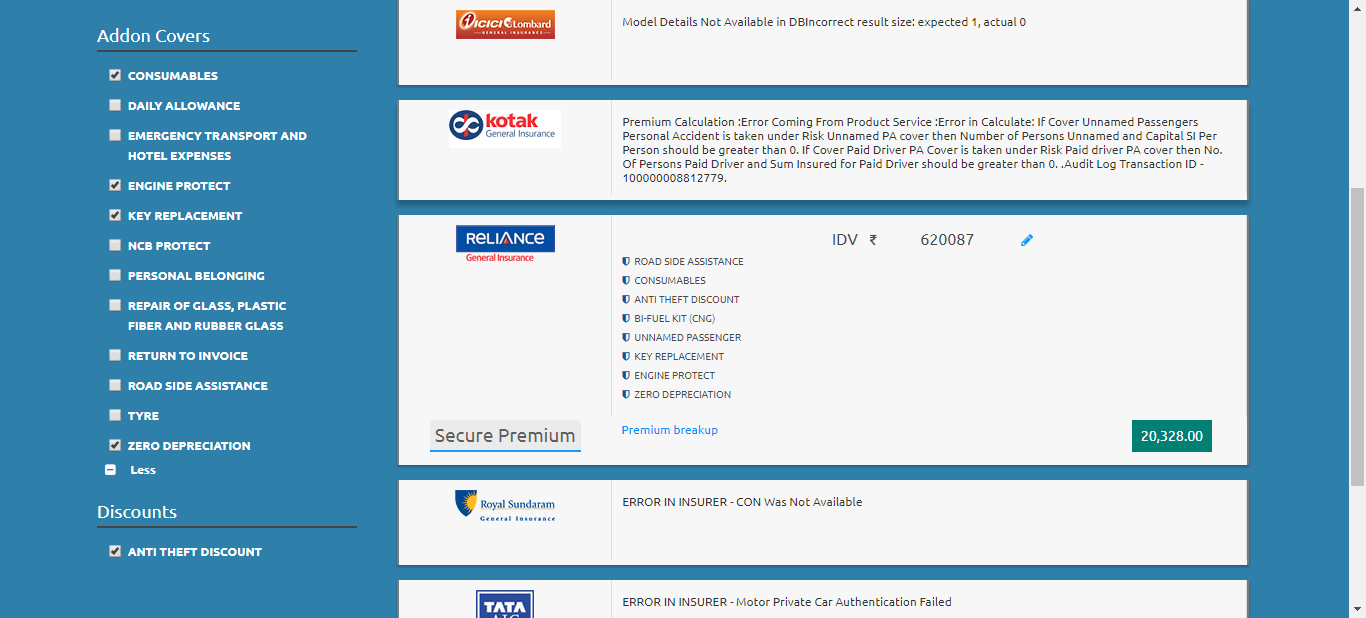 Addon Covers
CONSUMABLES
DAILY ALLOWANCE
EMERGENCY TRANSPORT AND
HOTEL EXPENSES
ENGINE PROTECT
KEY REPLACEMENT
NCB PROTECT
PERSONAL BELONGING
REPAIR OF GLASS, PLASTIC
FIBER AND RUBBER GLASS
RETURN TO INVOICE
ROAD SIDE ASSISTANCE
TYRE
ZERO DEPRECIATION
Less
Discounts
ANTI THEFT DISCOUNT
ICICI Lombard
GENERAL INSURANCE
Model Details Not Available in DBIncorrect result size: expected 1, actual 0
kotak
General Insurance
Premium Calculation :Error Coming From Product Service :Error in Calculate: If Cover Unnamed Passengers
Personal Accident is taken under Risk Unnamed PA cover then Number of Persons Unnamed and Capital SI Per
Person should be greater than 0. If Cover Paid Driver PA Cover is taken under Risk Paid driver PA cover then No.
Of Persons Paid Driver and Sum Insured for Paid Driver should be greater than 0. .Audit Log Transaction ID -
100000008812779.
RELIANCE
General Insurance
IDV ₹ 620087
ROAD SIDE ASSISTANCE
CONSUMABLES
ANTI THEFT DISCOUNT
BI-FUEL KIT (CNG)
UNNAMED PASSENGER
KEY REPLACEMENT
ENGINE PROTECT
ZERO DEPRECIATION
Secure Premium
Premium breakup
20,328.00
Royal Sundaram
General Insurance
ERROR IN INSURER - CON Was Not Available
TATA
AIG
ERROR IN INSURER - Motor Private Car Authentication Failed